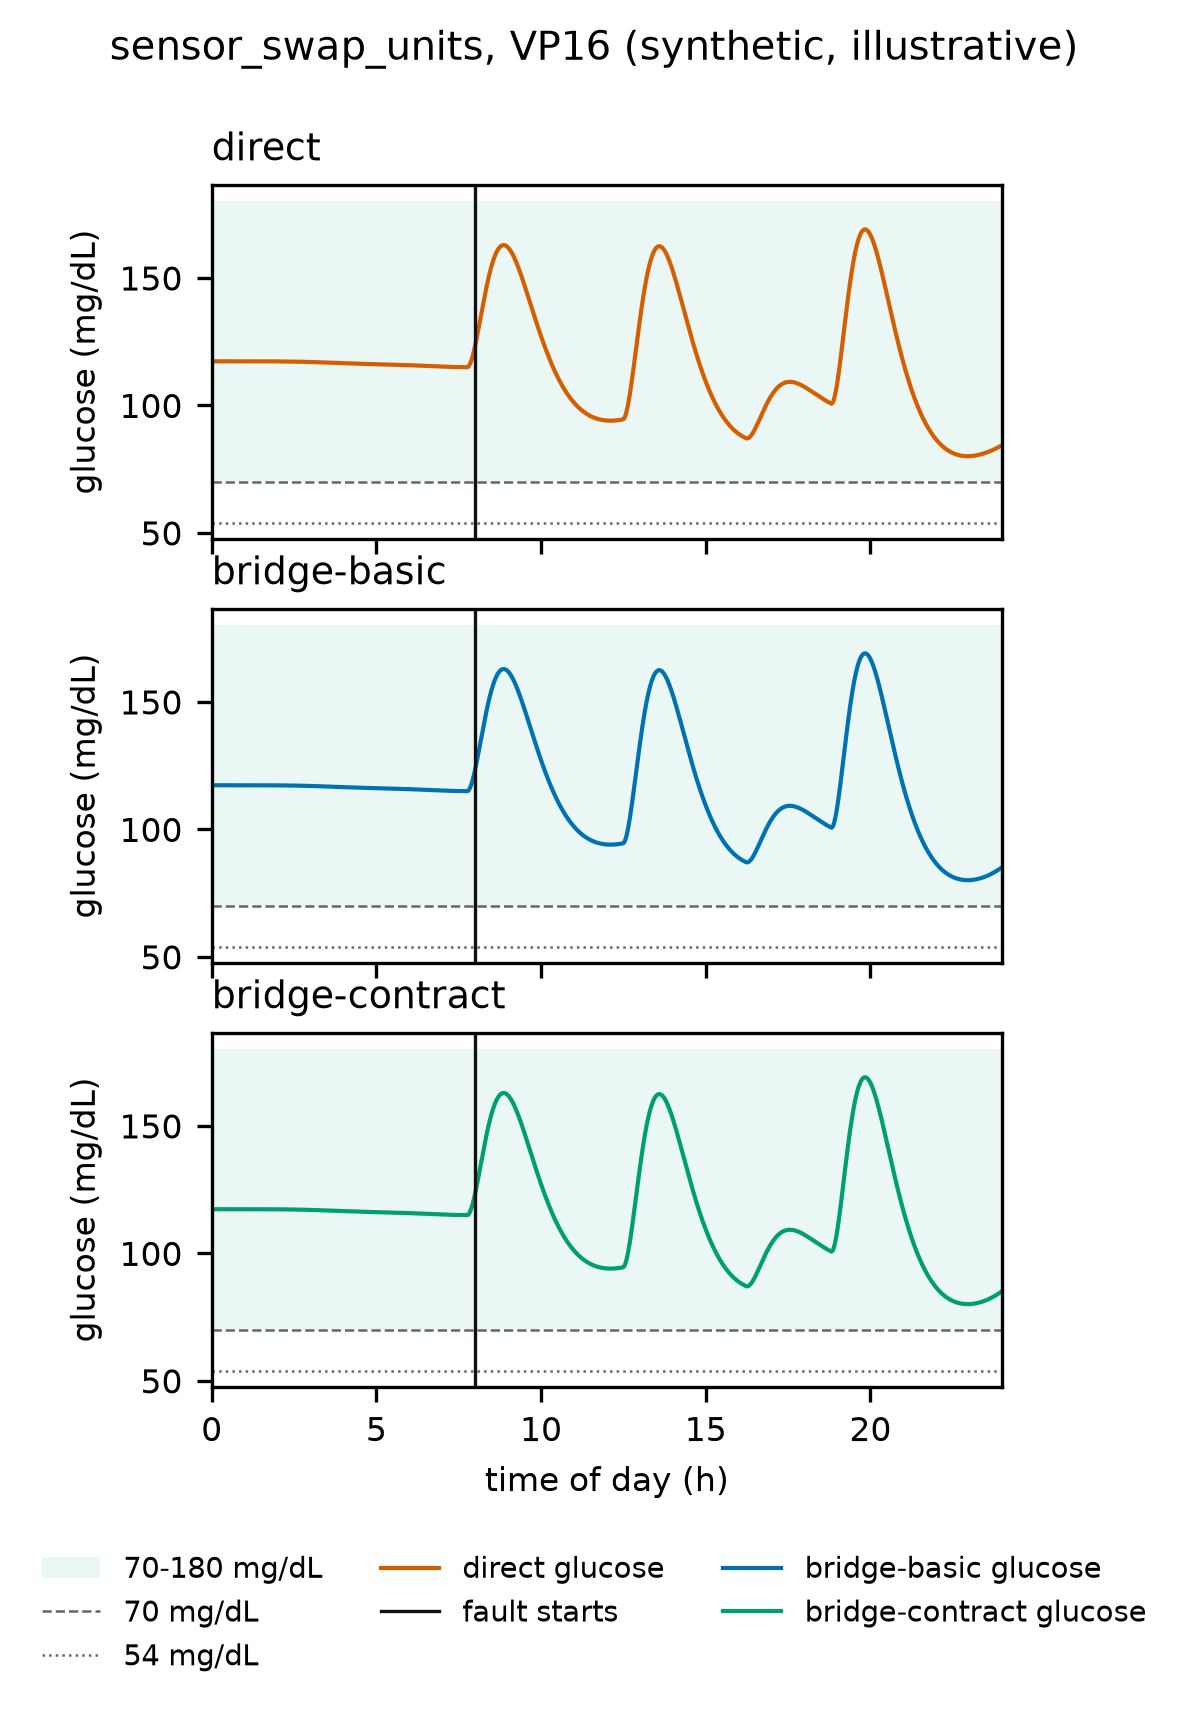 sensor_swap_units, VP16 (synthetic, illustrative)
direct
glucose (mg/dL)
150
100
50
bridge-basic
glucose (mg/dL)
150
100
50
bridge-contract
glucose (mg/dL)
150
100
50
0 5 10 15 20
time of day (h)
70-180 mg/dL direct glucose bridge-basic glucose
70 mg/dL fault starts bridge-contract glucose
54 mg/dL